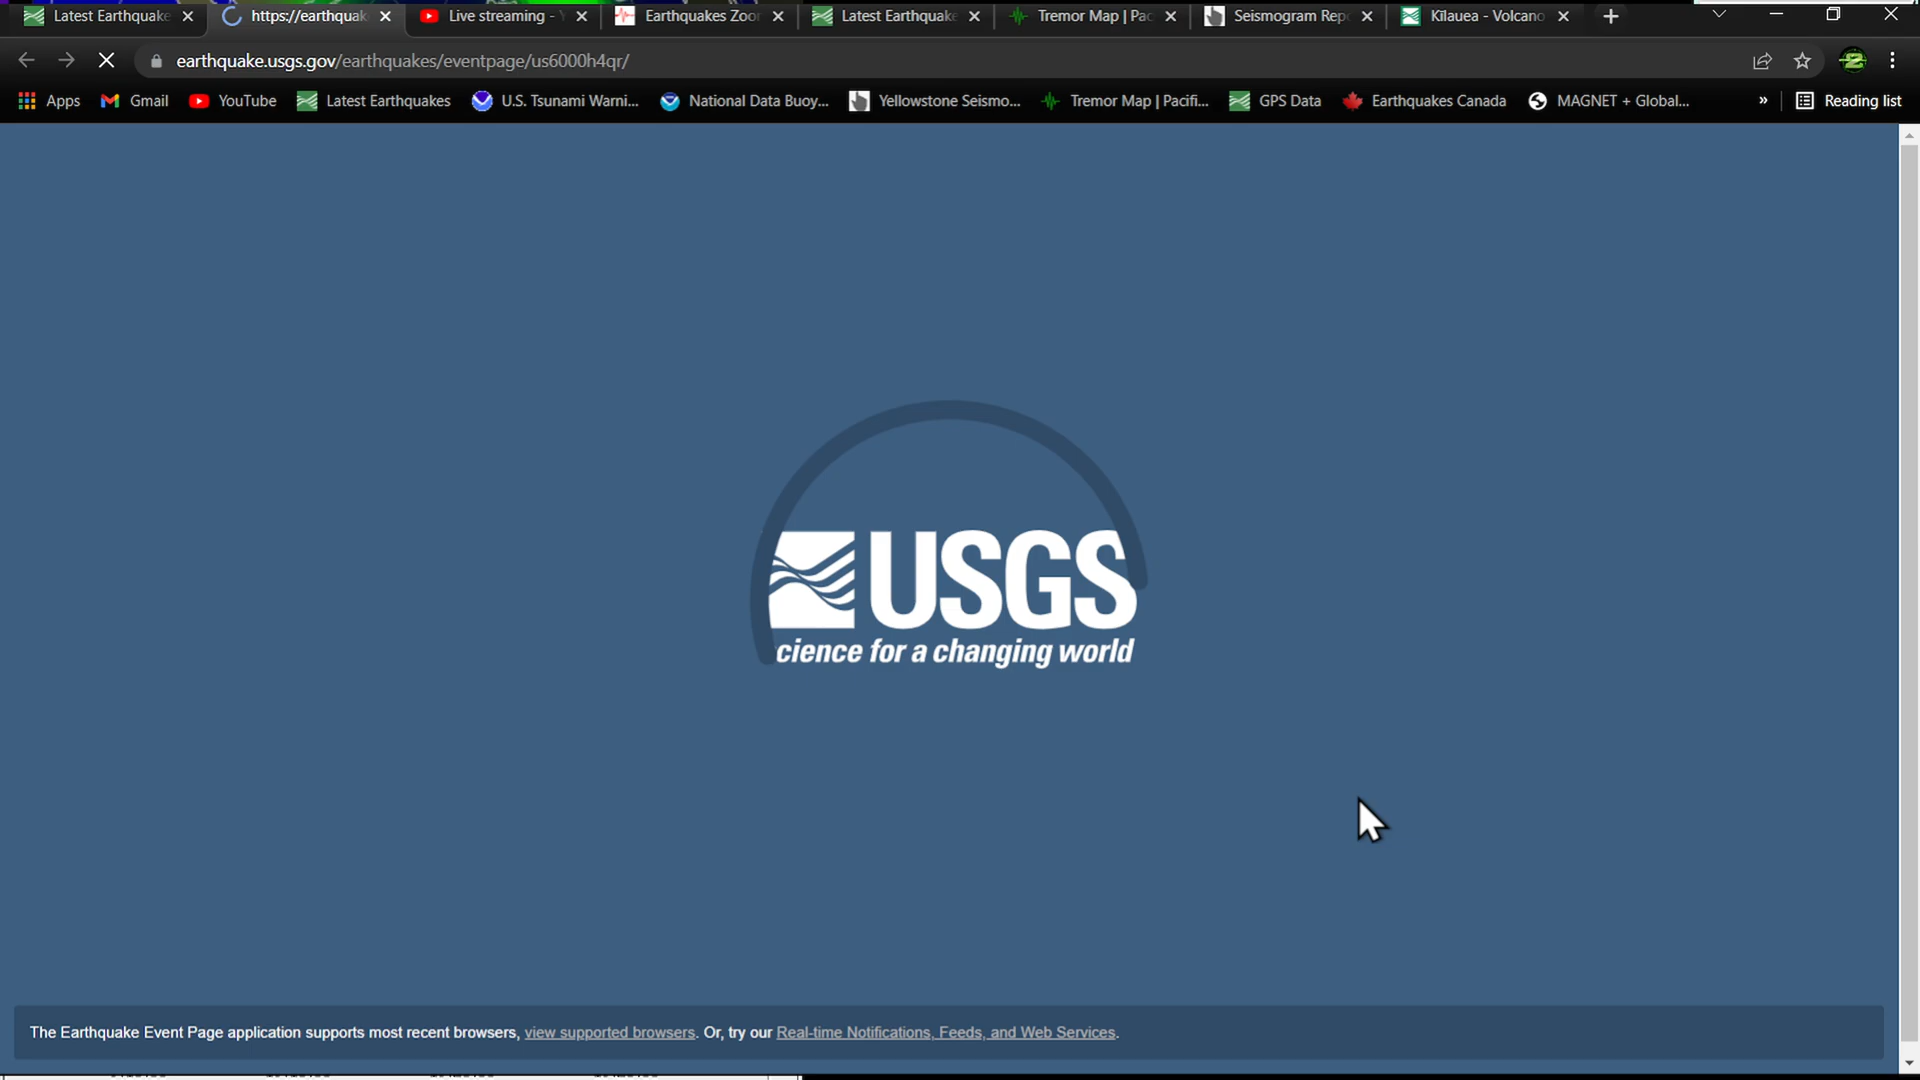 Latest Earthquake
https://earthquak
Live streaming - Y
Earthquakes Zoo
Latest Earthquake
Tremor Map | Pac
Seismogram Rep
Kīlauea - Volcano
earthquake.usgs.gov/earthquakes/eventpage/us6000h4qr/
Apps
Gmail
YouTube
Latest Earthquakes
U.S. Tsunami Warni...
National Data Buoy...
Yellowstone Seismo...
Tremor Map | Pacifi...
GPS Data
Earthquakes Canada
MAGNET + Global...
»
Reading list
USGS
cience for a changing world
The Earthquake Event Page application supports most recent browsers, view supported browsers. Or, try our Real-time Notifications, Feeds, and Web Services.